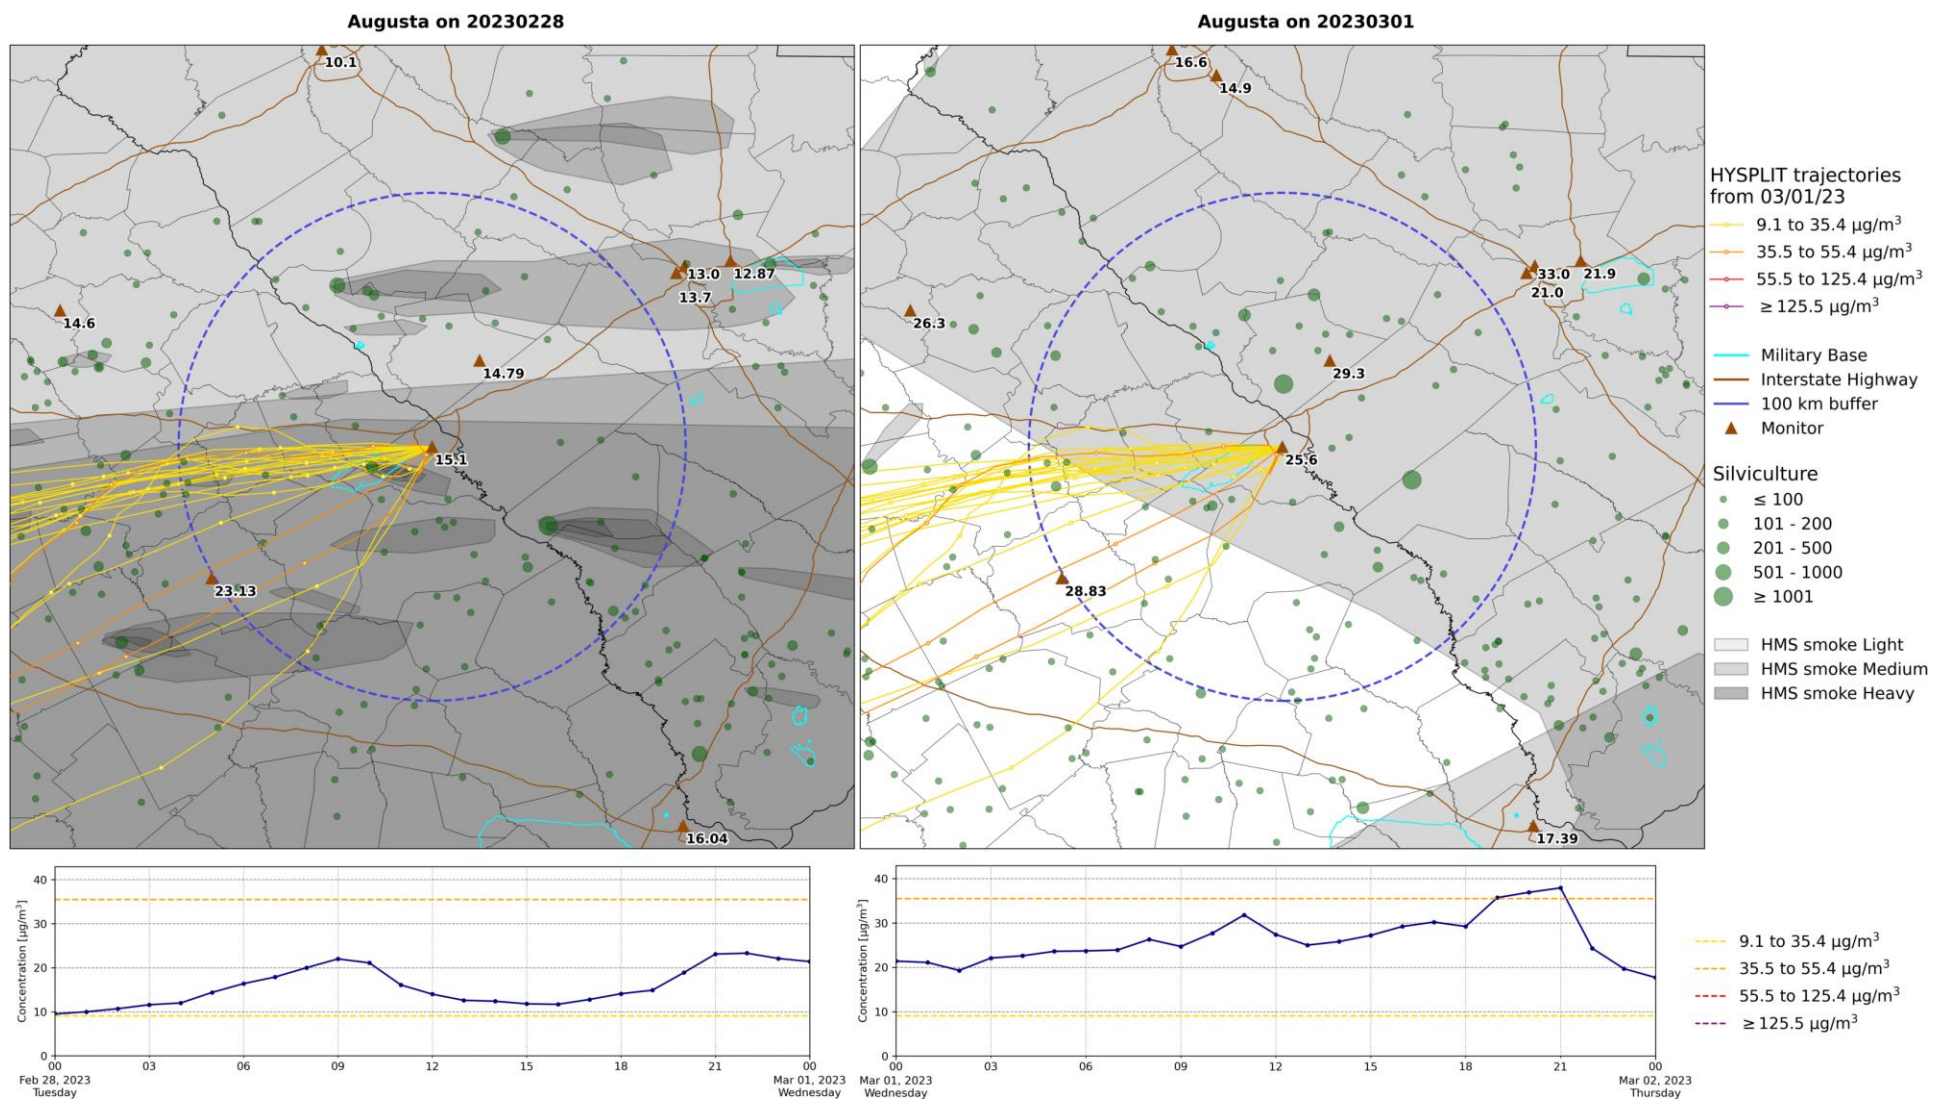 Augusta on 20230228
10.1
13.0
12.87
13.7
14.6
14.79
15.1
23.13
16.04
Augusta on 20230301
16.6
14.9
33.0
21.9
21.0
26.3
29.3
25.6
28.83
17.39
HYSPLIT trajectories
from 03/01/23
9.1 to 35.4 µg/m³
35.5 to 55.4 µg/m³
55.5 to 125.4 µg/m³
≥ 125.5 µg/m³
Military Base
Interstate Highway
100 km buffer
Monitor
Silviculture
≤ 100
101 - 200
201 - 500
501 - 1000
≥ 1001
HMS smoke Light
HMS smoke Medium
HMS smoke Heavy
Concentration [µg/m³]
40
30
20
10
0
00
03
06
09
12
15
18
21
00
Feb 28, 2023
Tuesday
Mar 01, 2023
Wednesday
Concentration [µg/m³]
40
30
20
10
0
00
03
06
09
12
15
18
21
00
Mar 01, 2023
Wednesday
Mar 02, 2023
Thursday
9.1 to 35.4 µg/m³
35.5 to 55.4 µg/m³
55.5 to 125.4 µg/m³
≥ 125.5 µg/m³